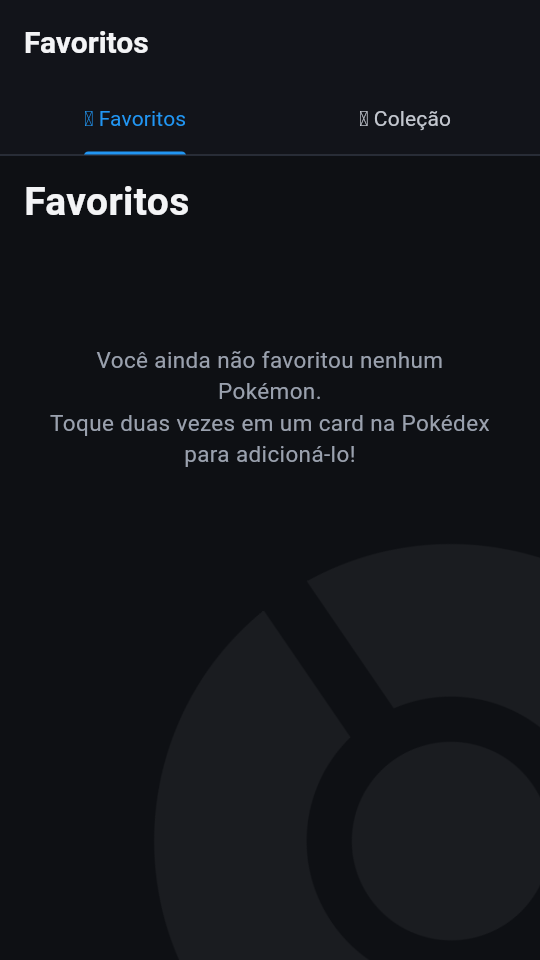 Favoritos
Favoritos
Coleção
Favoritos
Você ainda não favoritou nenhum
Pokémon.
Toque duas vezes em um card na Pokédex
para adicioná-lo!